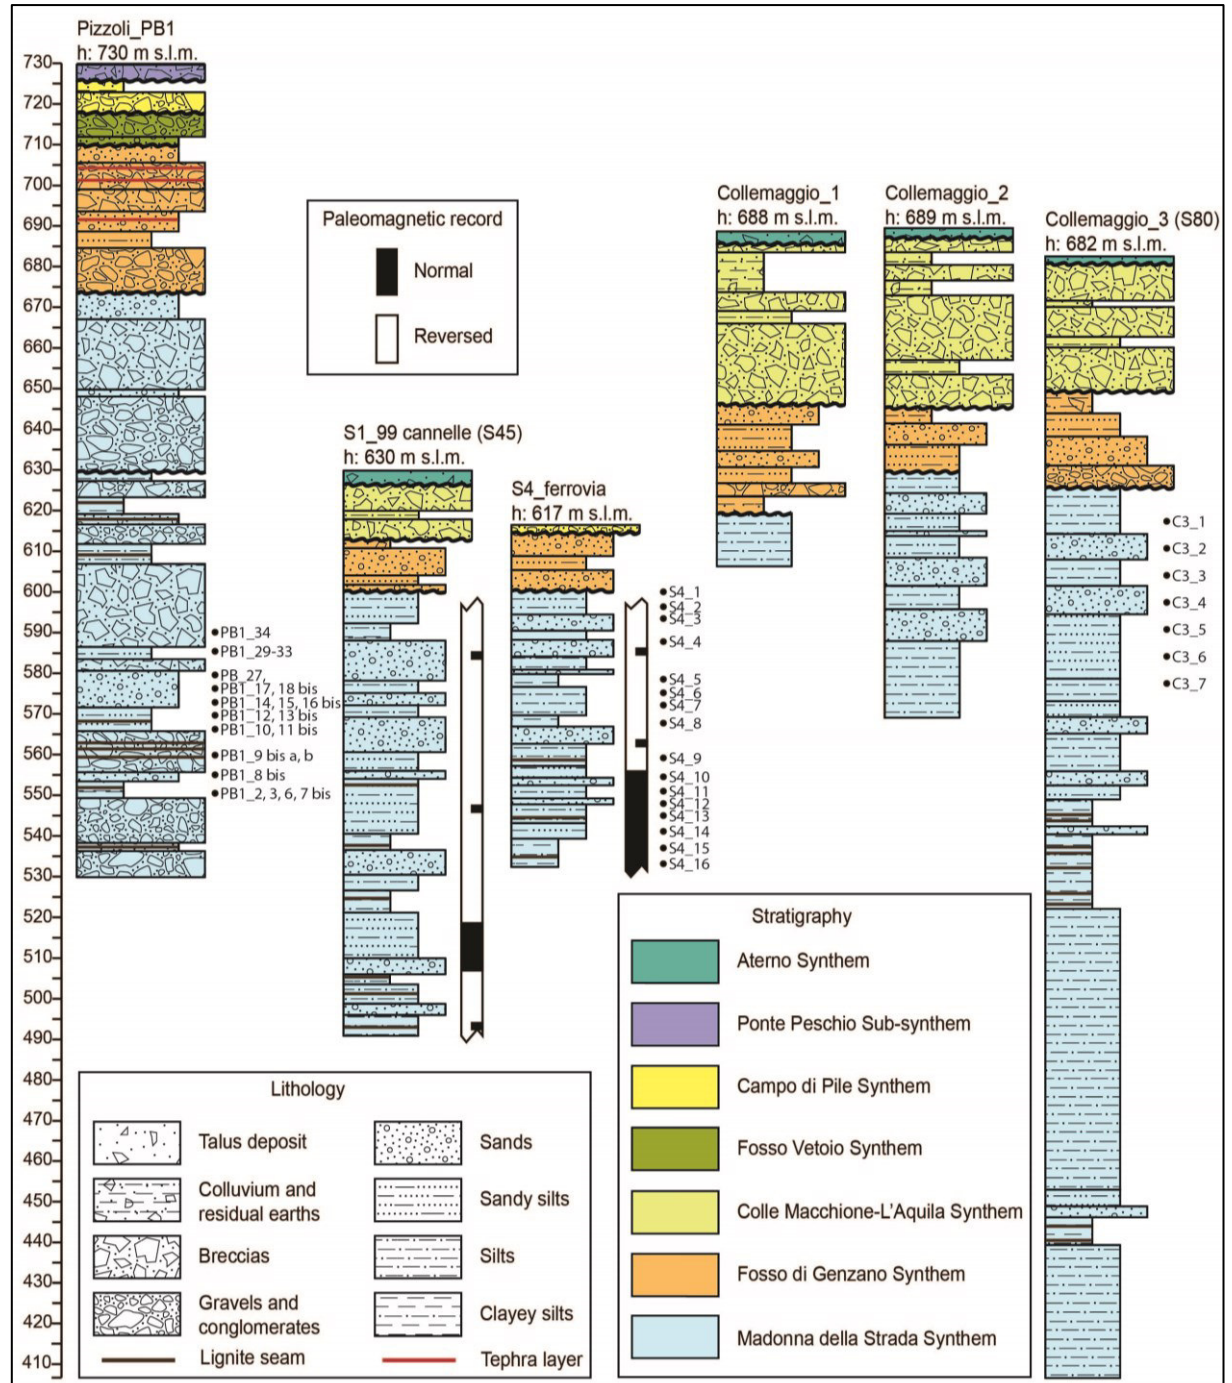 Pizzoli_PB1
h: 730 m s.l.m.
730
720
710
700
690
680
670
660
650
640
630
620
610
600
590
580
570
560
550
540
530
520
510
500
490
480
470
460
450
440
430
420
410
PB1_34
PB1_29-33
PB_27,
PB1_17, 18 bis
PB1_14, 15, 16 bis
PB1_12, 13 bis
PB1_10, 11 bis
PB1_9 bis a, b
PB1_8 bis
PB1_2, 3, 6, 7 bis
Paleomagnetic record
Normal
Reversed
S1_99 cannelle (S45)
h: 630 m s.l.m.
S4_ferrovia
h: 617 m s.l.m.
S4_1
S4_2
S4_3
S4_4
S4_5
S4_6
S4_7
S4_8
S4_9
S4_10
S4_11
S4_12
S4_13
S4_14
S4_15
S4_16
Collemaggio_1
h: 688 m s.l.m.
Collemaggio_2
h: 689 m s.l.m.
Collemaggio_3 (S80)
h: 682 m s.l.m.
C3_1
C3_2
C3_3
C3_4
C3_5
C3_6
C3_7
Lithology
Talus deposit
Colluvium and
residual earths
Breccias
Gravels and
conglomerates
Lignite seam
Sands
Sandy silts
Silts
Clayey silts
Tephra layer
Stratigraphy
Aterno Synthem
Ponte Peschio Sub-synthem
Campo di Pile Synthem
Fosso Vetoio Synthem
Colle Macchione-L'Aquila Synthem
Fosso di Genzano Synthem
Madonna della Strada Synthem